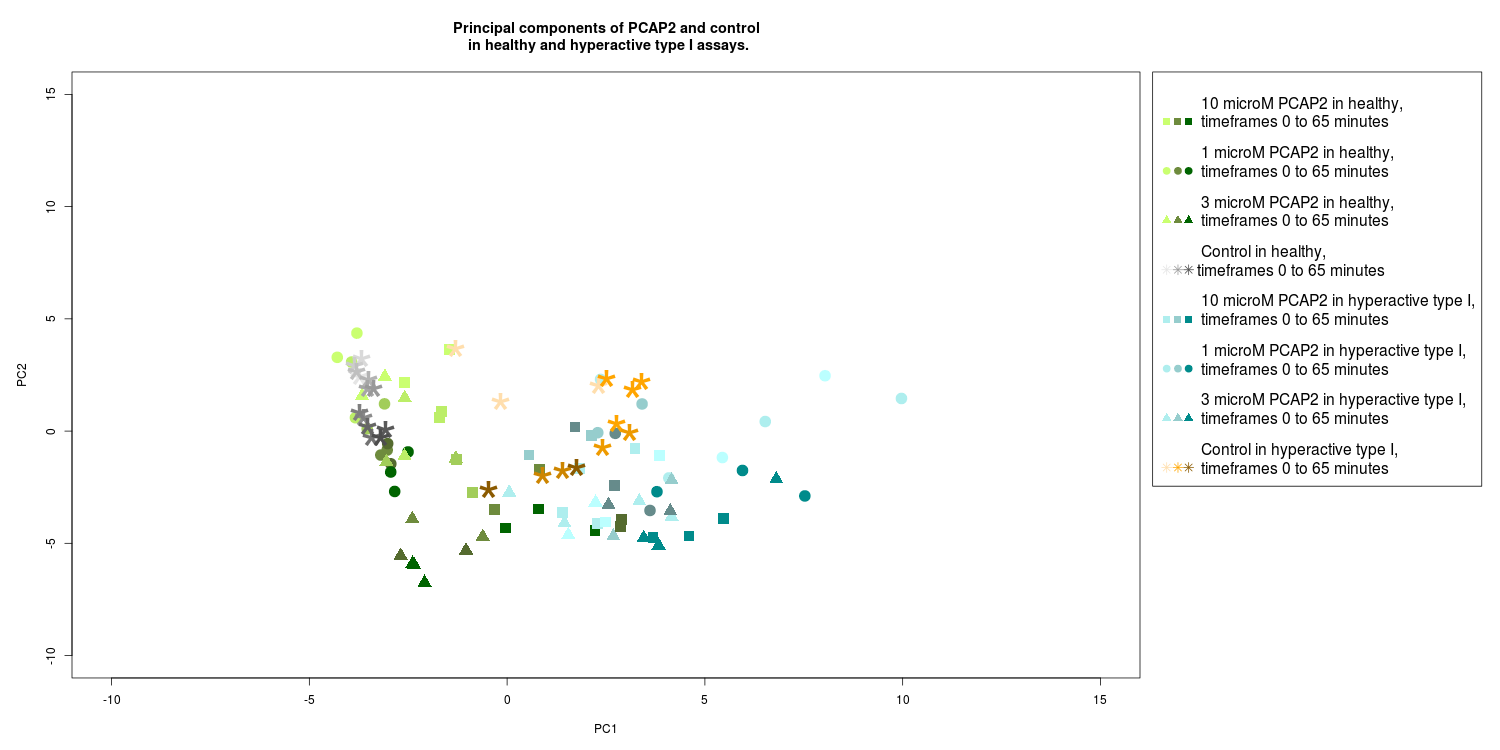 Principal components of PCAP2 and control
in healthy and hyperactive type I assays.
15
10
5
0
-5
-10
PC2
-10
-5
0
5
10
15
PC1
10 microM PCAP2 in healthy,
timeframes 0 to 65 minutes
1 microM PCAP2 in healthy,
timeframes 0 to 65 minutes
3 microM PCAP2 in healthy,
timeframes 0 to 65 minutes
Control in healthy,
timeframes 0 to 65 minutes
10 microM PCAP2 in hyperactive type I,
timeframes 0 to 65 minutes
1 microM PCAP2 in hyperactive type I,
timeframes 0 to 65 minutes
3 microM PCAP2 in hyperactive type I,
timeframes 0 to 65 minutes
Control in hyperactive type I,
timeframes 0 to 65 minutes